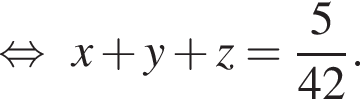 ⇔ x + y + z = 5/42.